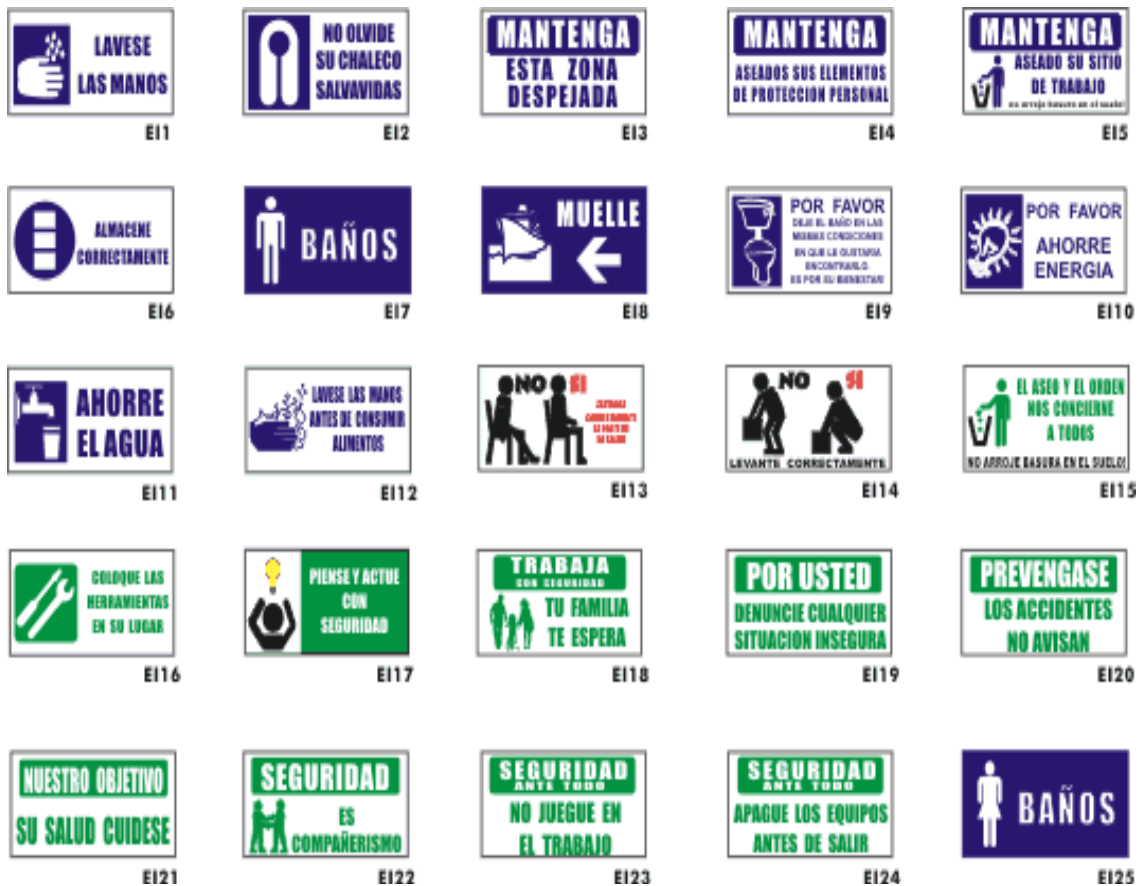 LAVESE
LAS MANOS
EI1
NO OLVIDE
SU CHALECO
SALVAVIDAS
EI2
MANTENGA
ESTA ZONA
DESPEJADA
EI3
MANTENGA
ASEADOS SUS ELEMENTOS
DE PROTECCION PERSONAL
EI4
MANTENGA
ASEADO SU SITIO
DE TRABAJO
no arroje basura en el suelo!
EI5
ALMACENE
CORRECTAMENTE
EI6
BAÑOS
EI7
MUELLE
EI8
POR FAVOR
DEJE EL BAÑO EN LAS
MISMAS CONDICIONES
EN QUE LE GUSTARIA
ENCONTRARLO.
ES POR SU BIENESTAR!
EI9
POR FAVOR
AHORRE
ENERGIA
EI10
AHORRE
EL AGUA
EI11
LAVESE LAS MANOS
ANTES DE CONSUMIR
ALIMENTOS
EI12
NO SI
EI13
NO SI
LEVANTE CORRECTAMENTE
EI14
EL ASEO Y EL ORDEN
NOS CONCIERNE
A TODOS
NO ARROJE BASURA EN EL SUELO!
EI15
COLOQUE LAS
HERRAMIENTAS
EN SU LUGAR
EI16
PIENSE Y ACTUE
CON
SEGURIDAD
EI17
TRABAJA
CON SEGURIDAD
TU FAMILIA
TE ESPERA
EI18
POR USTED
DENUNCIE CUALQUIER
SITUACION INSEGURA
EI19
PREVENGASE
LOS ACCIDENTES
NO AVISAN
EI20
NUESTRO OBJETIVO
SU SALUD CUIDESE
EI21
SEGURIDAD
ES
COMPAÑERISMO
EI22
SEGURIDAD
ANTE TODO
NO JUEGUE EN
EL TRABAJO
EI23
SEGURIDAD
ANTE TODO
APAGUE LOS EQUIPOS
ANTES DE SALIR
EI24
BAÑOS
EI25